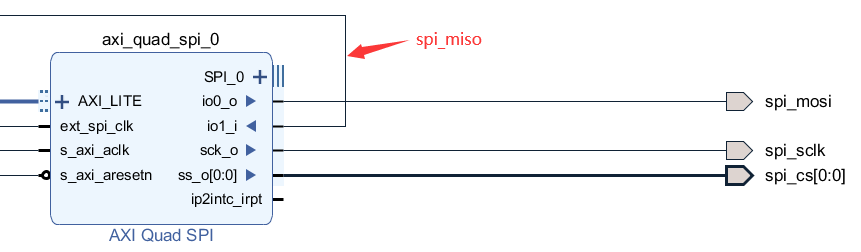 axi_quad_spi_0
spi_miso
SPI_0
AXI_LITE
io0_o
spi_mosi
ext_spi_clk
io1_i
s_axi_aclk
sck_o
spi_sclk
s_axi_aresetn
ss_o[0:0]
spi_cs[0:0]
ip2intc_irpt
AXI Quad SPI